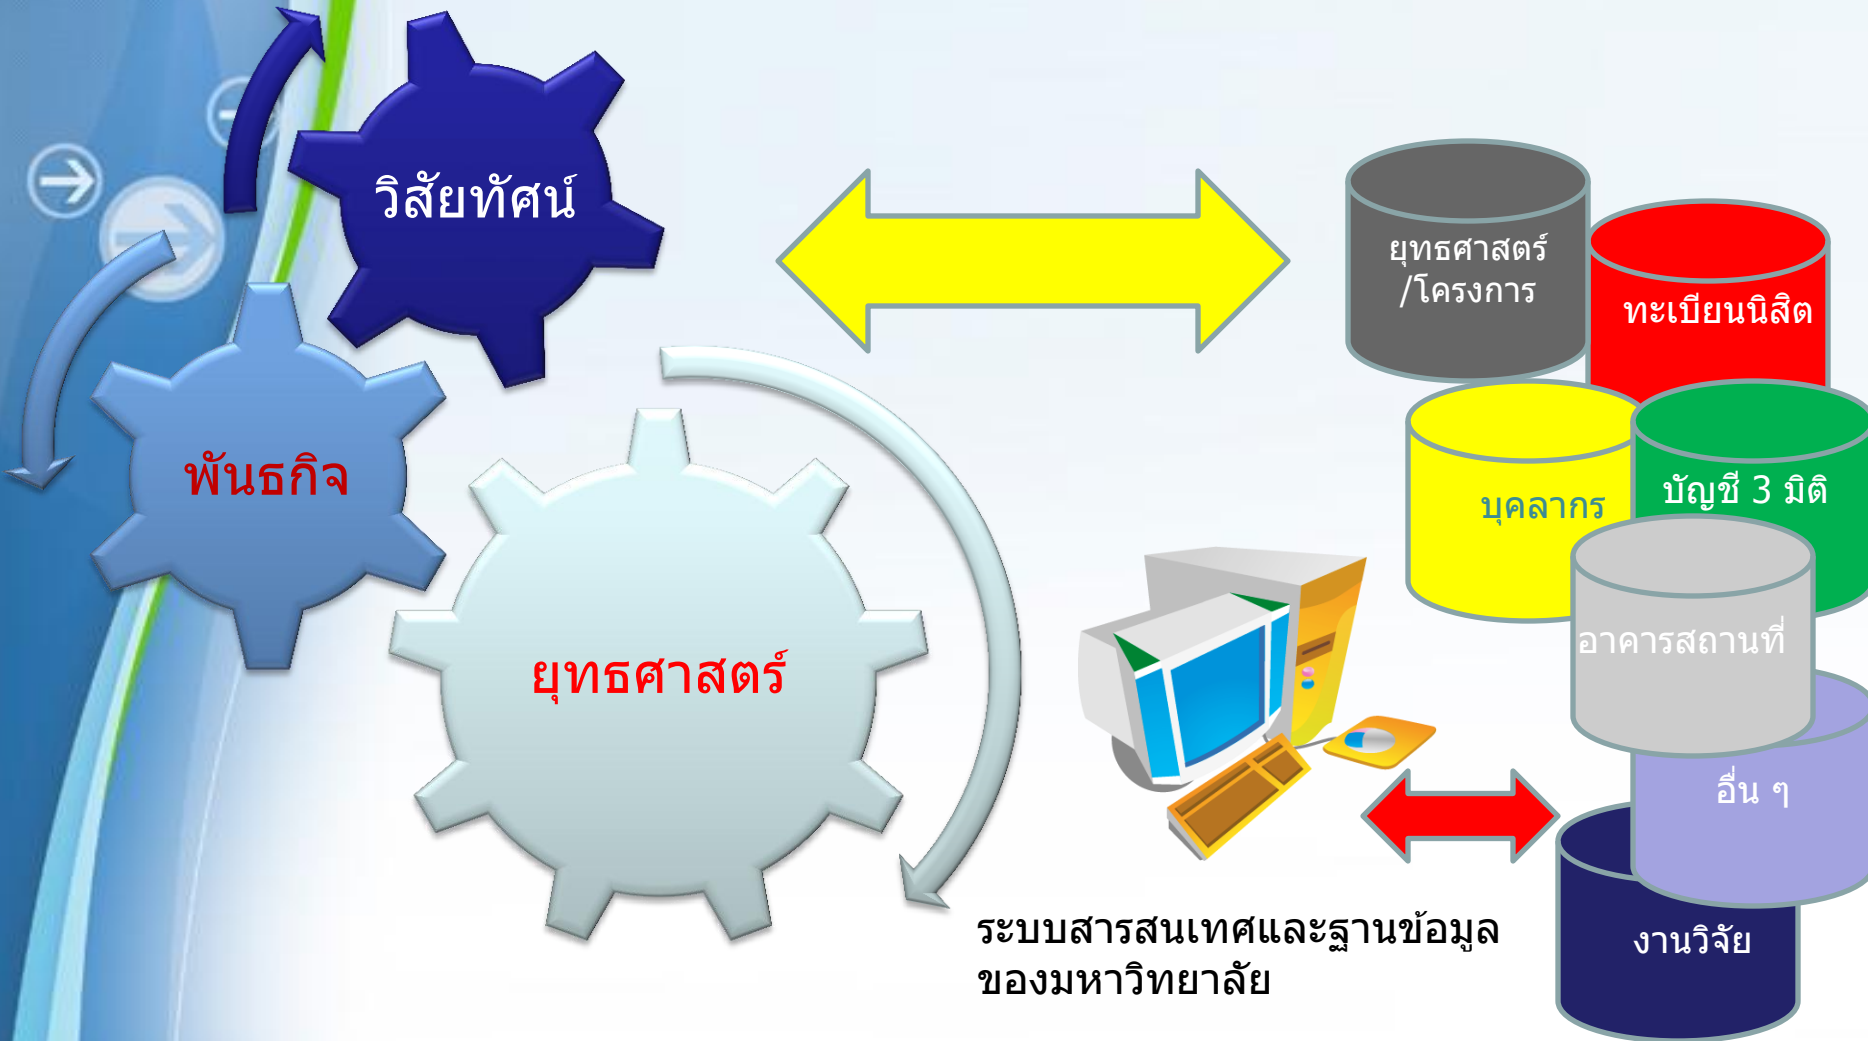 วิสัยทัศน์
พันธกิจ
ยุทธศาสตร์
ยุทธศาสตร์
/โครงการ
ทะเบียนนิสิต
บุคลากร
บัญชี 3 มิติ
อาคารสถานที่
อื่น ๆ
งานวิจัย
ระบบสารสนเทศและฐานข้อมูล
ของมหาวิทยาลัย